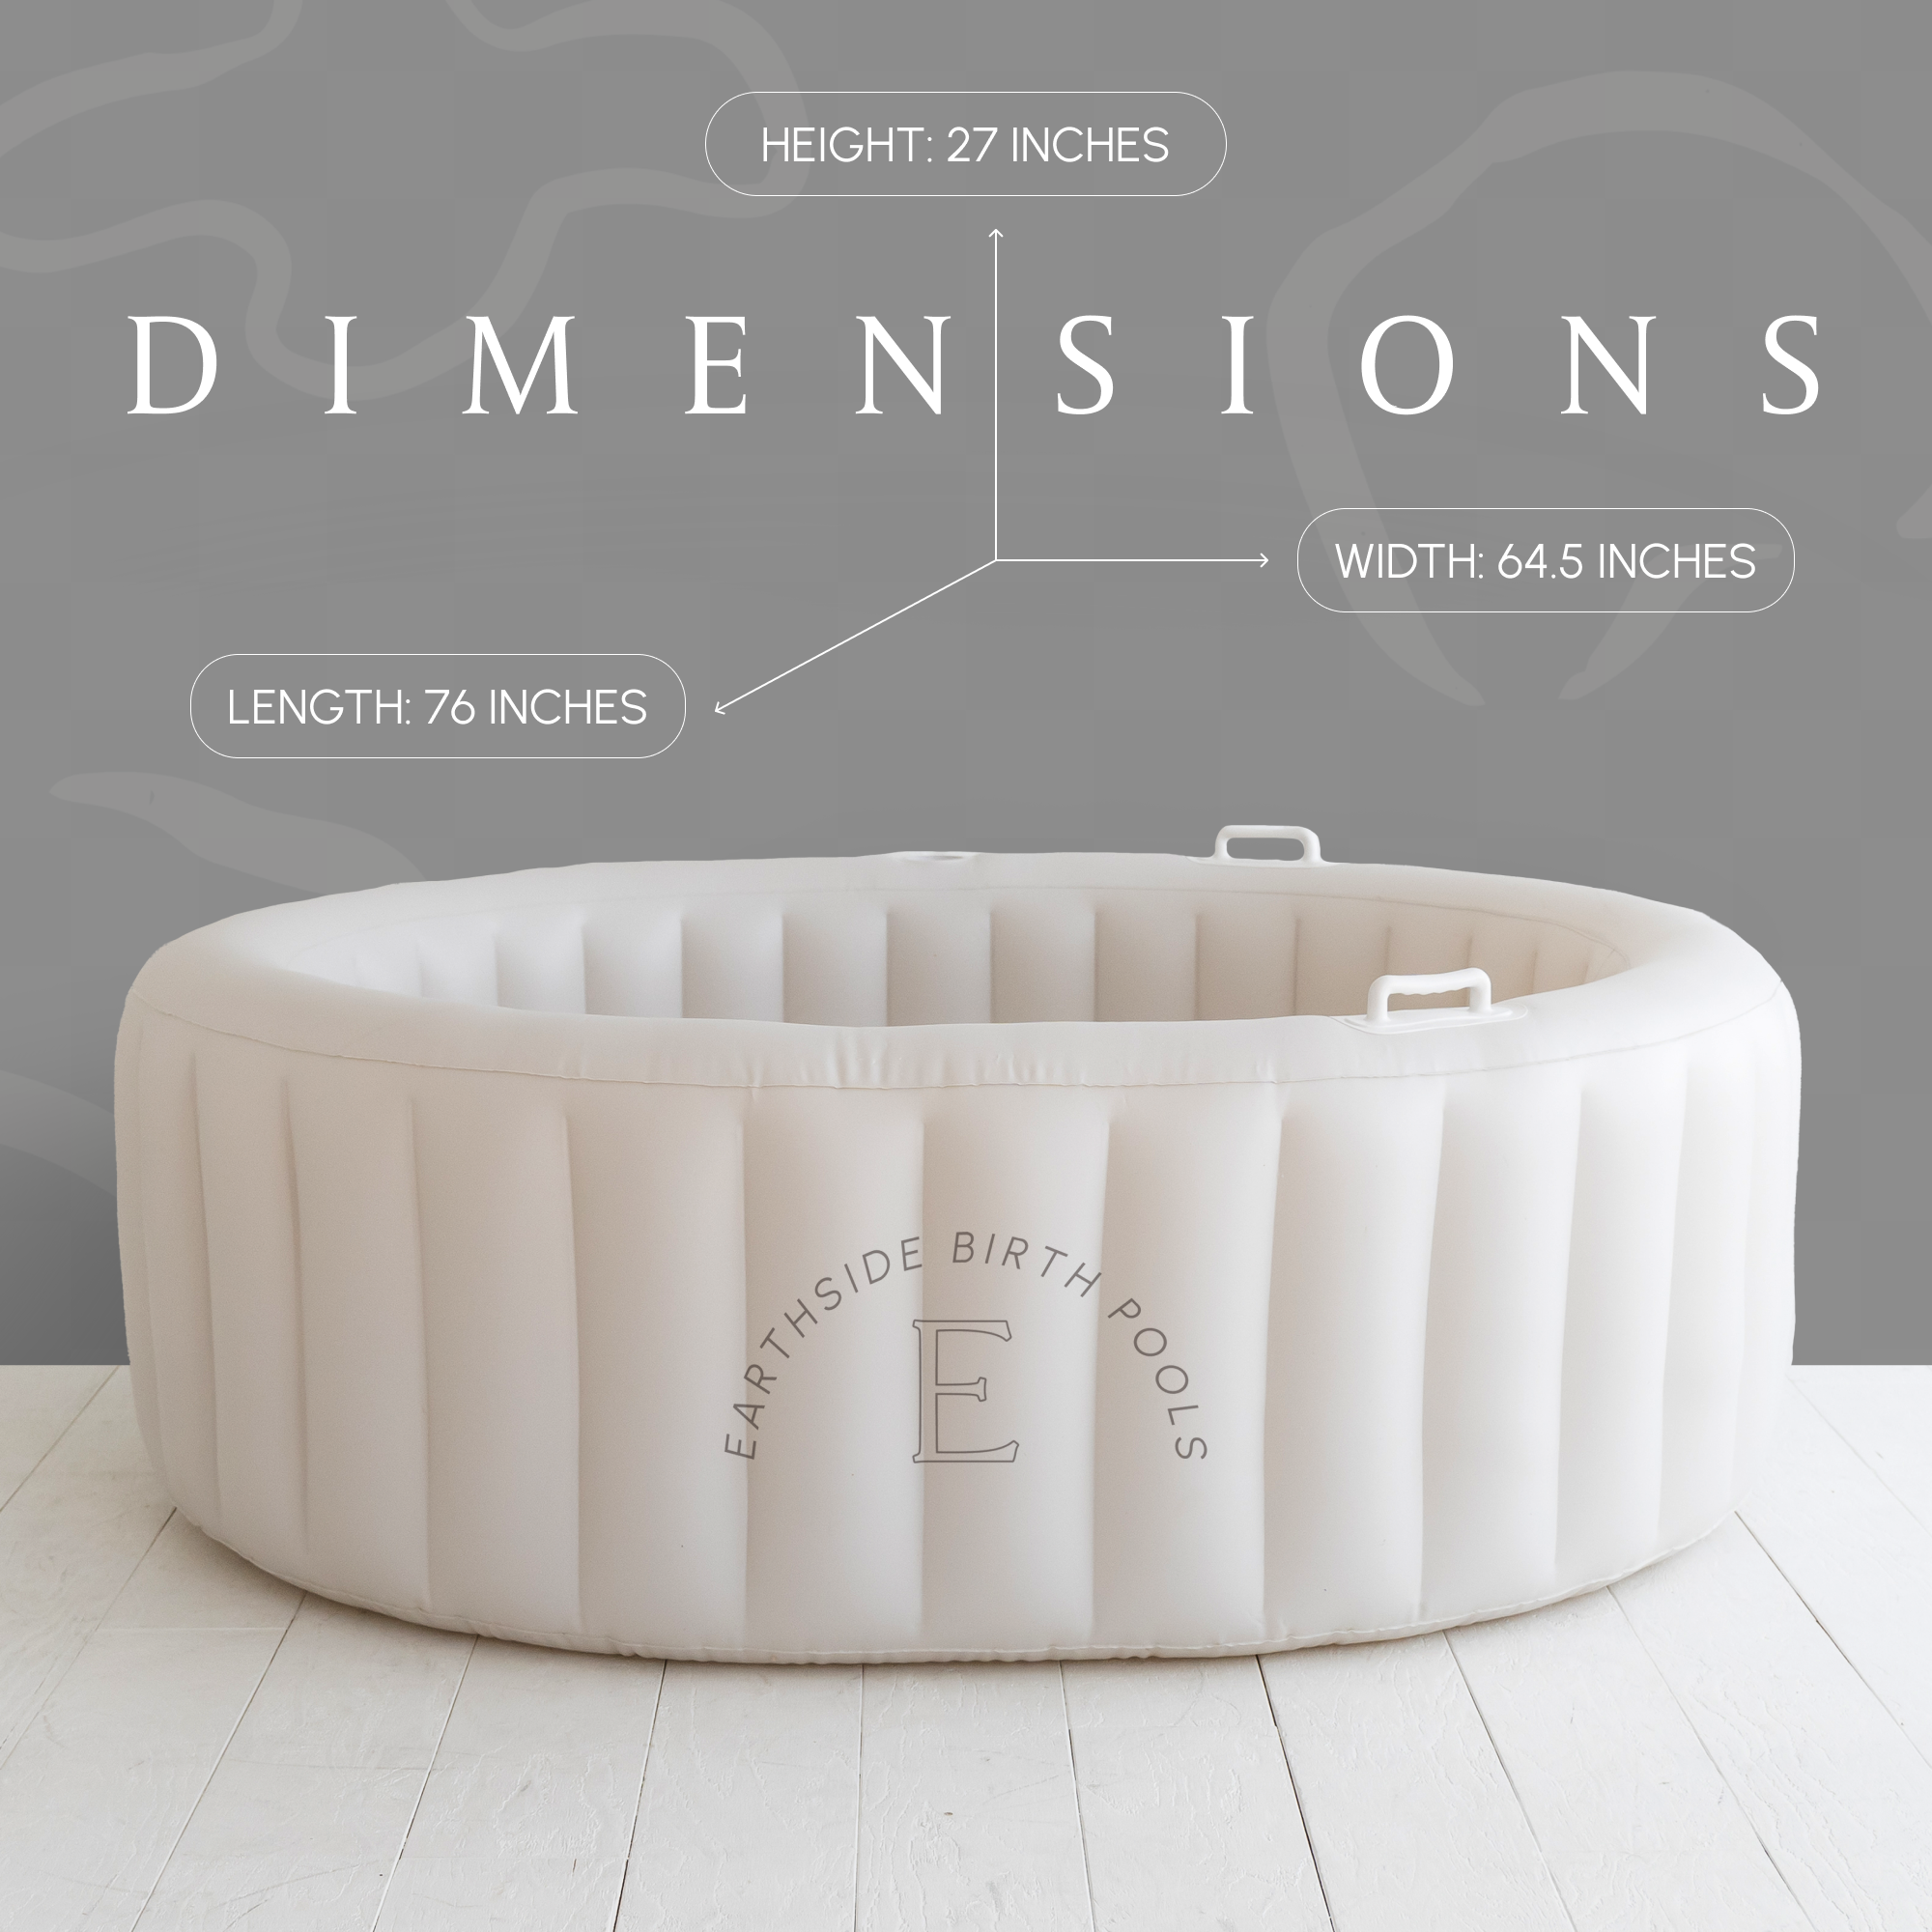 HEIGHT: 27 INCHES
DIMENSIONS
WIDTH: 64.5 INCHES
LENGTH: 76 INCHES
EARTHSIDE BIRTH POOLS
E